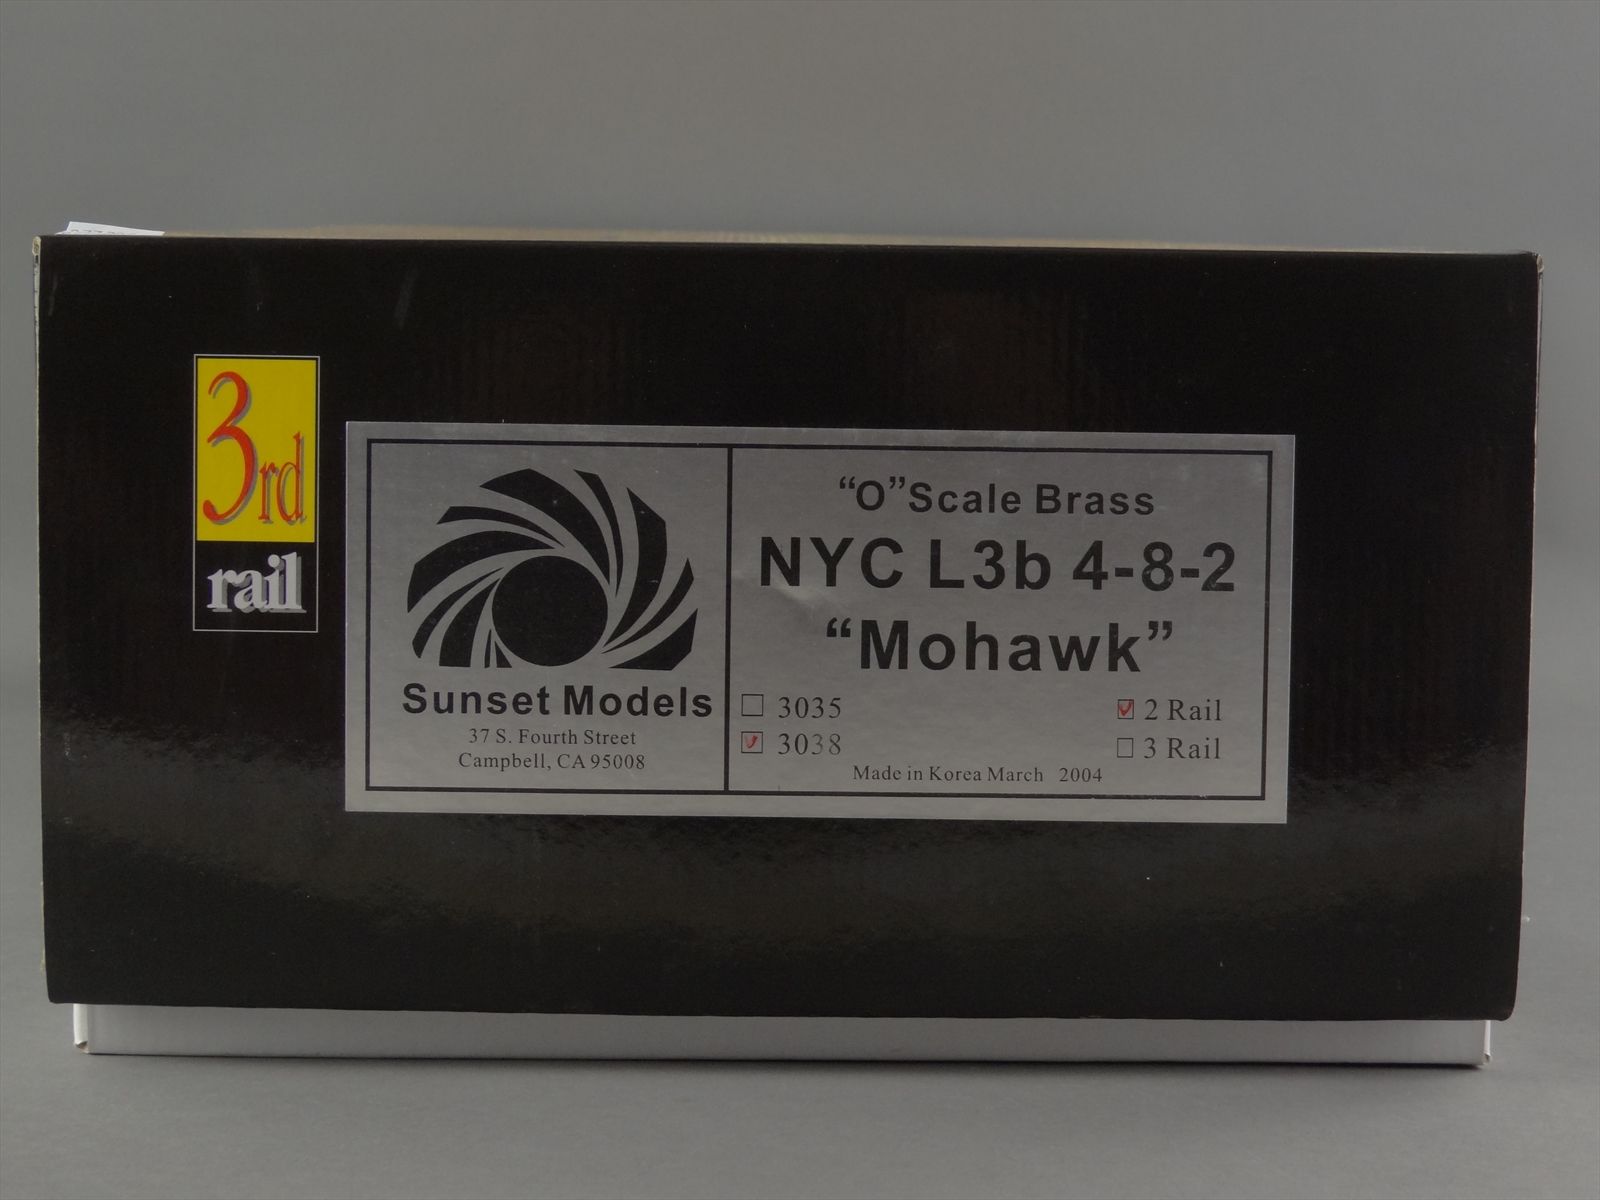 3rd
rail
Sunset Models
37 S. Fourth Street
Campbell, CA 95008
“O”Scale Brass
NYC L3b 4-8-2
“Mohawk”
3035
3038
2 Rail
3 Rail
Made in Korea March 2004